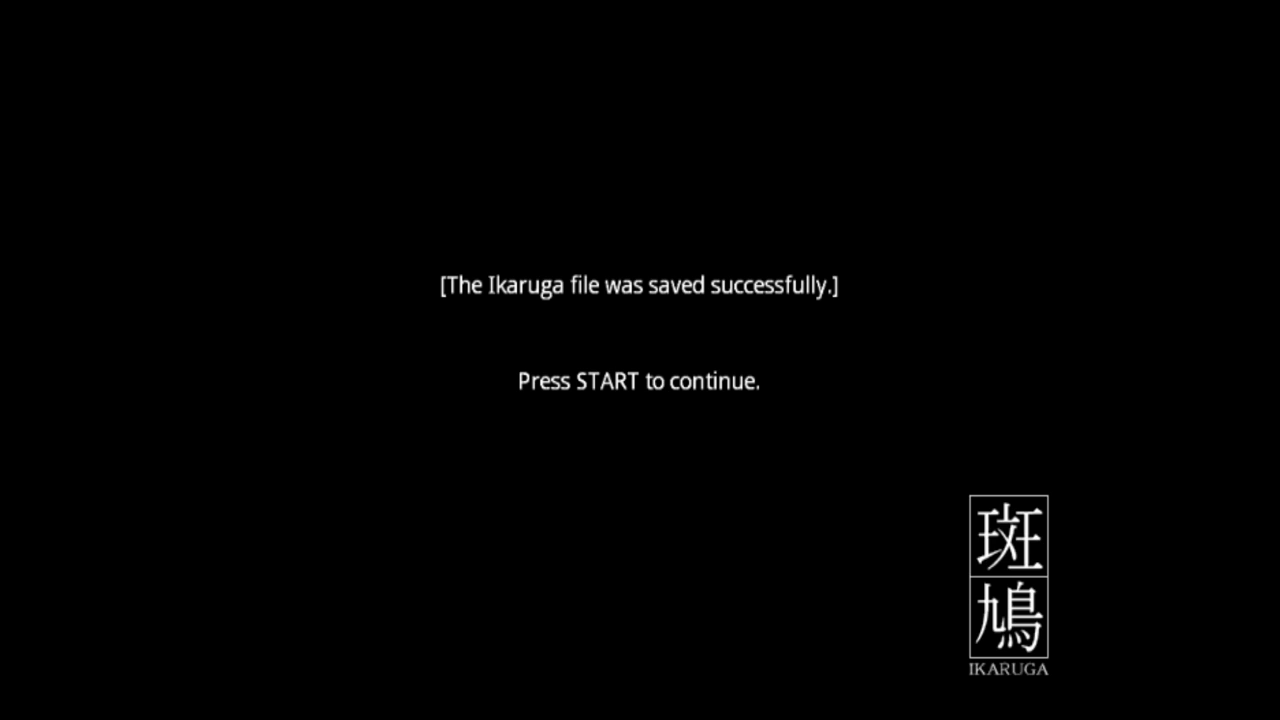 [The Ikaruga file was saved successfully.]
Press START to continue.
斑
鳩
IKARUGA